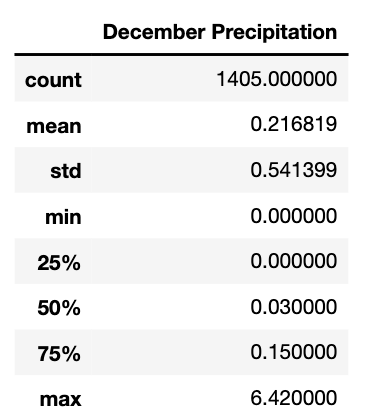 December Precipitation
count 1405.000000
mean 0.216819
std 0.541399
min 0.000000
25% 0.000000
50% 0.030000
75% 0.150000
max 6.420000